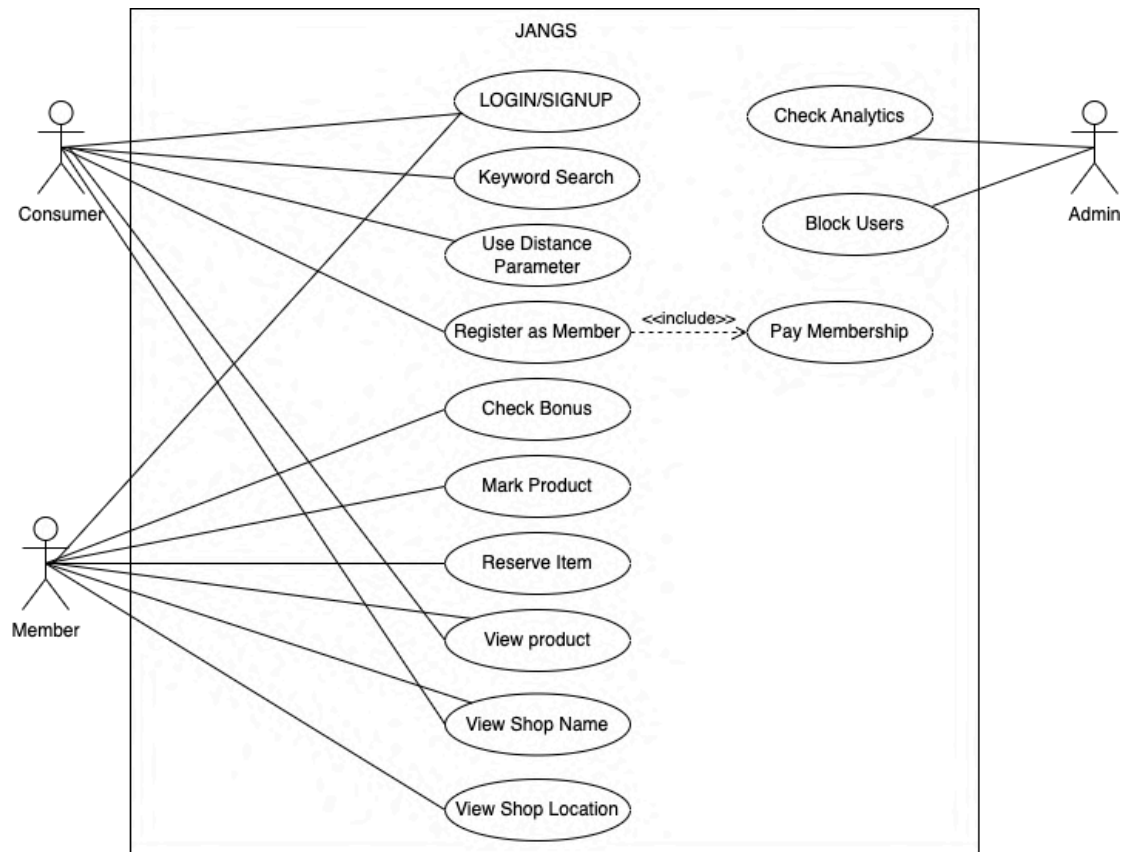 JANGS
LOGIN/SIGNUP
Check Analytics
Keyword Search
Consumer
Admin
Block Users
Use Distance
Parameter
Register as Member
<<include>>
Pay Membership
Check Bonus
Mark Product
Reserve Item
Member
View product
View Shop Name
View Shop Location